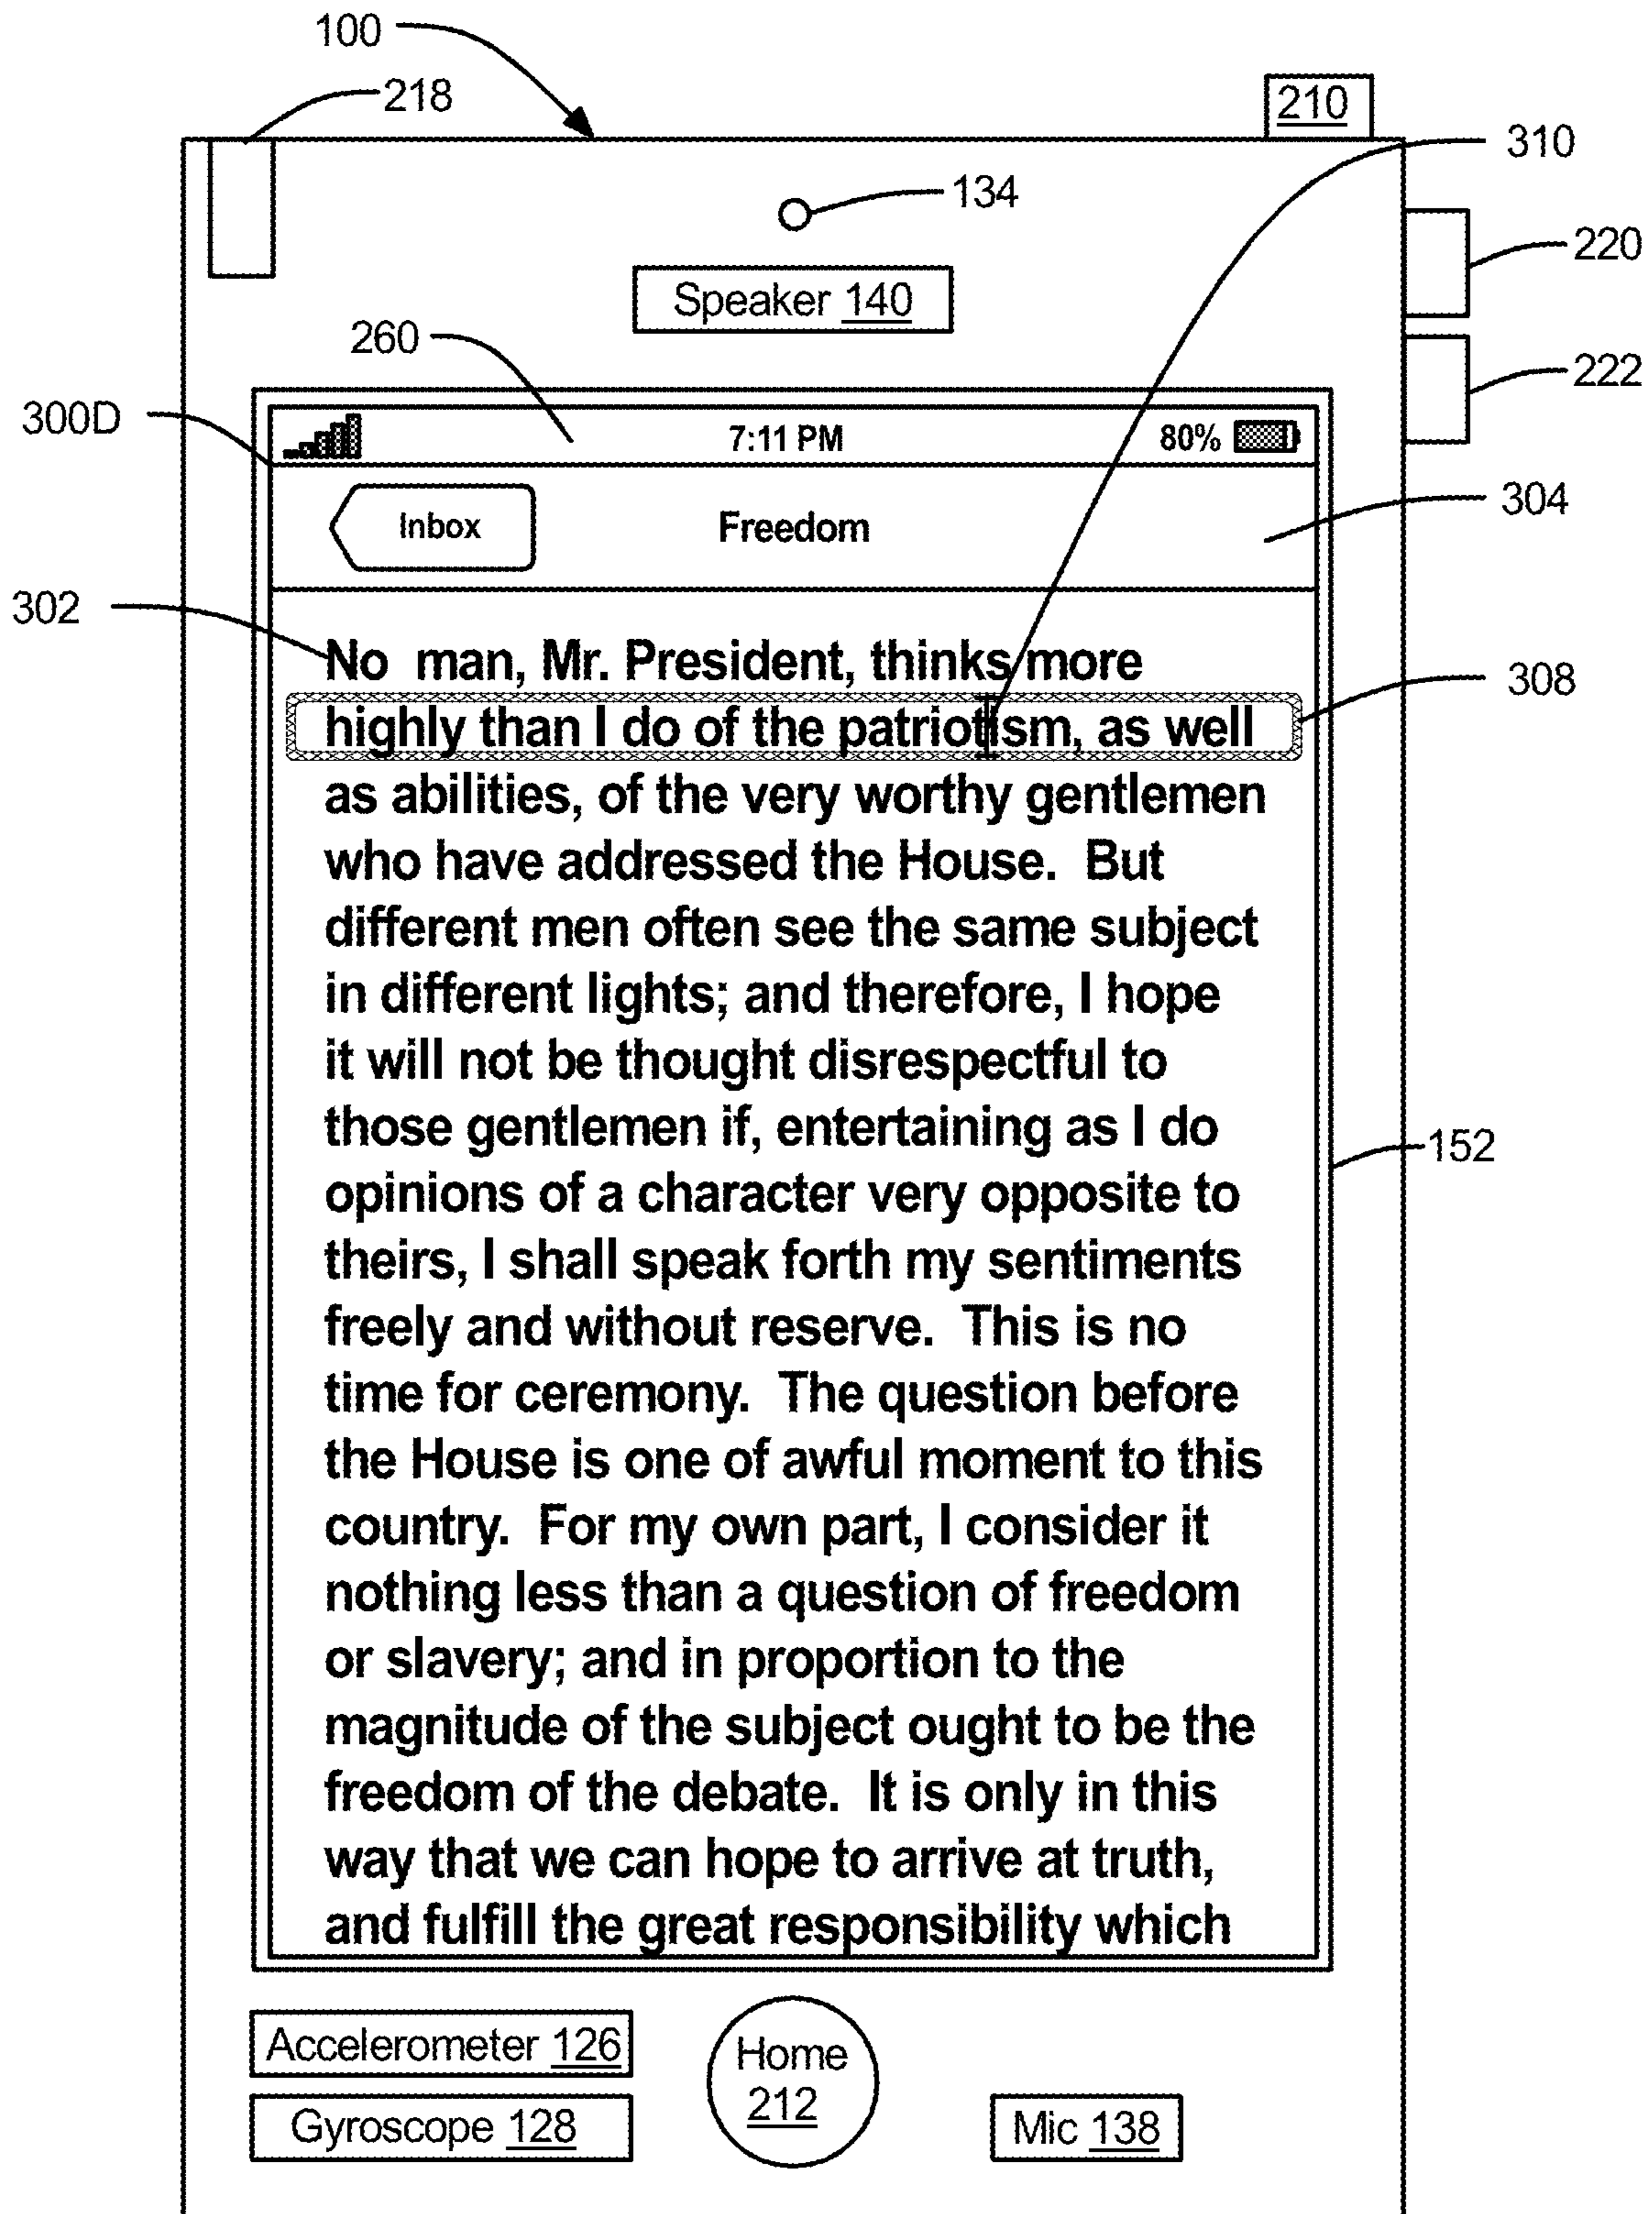 100
218
210
310
134
220
Speaker 140
260
222
300D
7:11 PM
80%
304
Inbox
Freedom
302
No man, Mr. President, thinks more
308
highly than I do of the patriotism, as well
as abilities, of the very worthy gentlemen
who have addressed the House. But
different men often see the same subject
in different lights; and therefore, I hope
it will not be thought disrespectful to
those gentlemen if, entertaining as I do
152
opinions of a character very opposite to
theirs, I shall speak forth my sentiments
freely and without reserve. This is no
time for ceremony. The question before
the House is one of awful moment to this
country. For my own part, I consider it
nothing less than a question of freedom
or slavery; and in proportion to the
magnitude of the subject ought to be the
freedom of the debate. It is only in this
way that we can hope to arrive at truth,
and fulfill the great responsibility which
Accelerometer 126
Home
212
Gyroscope 128
Mic 138